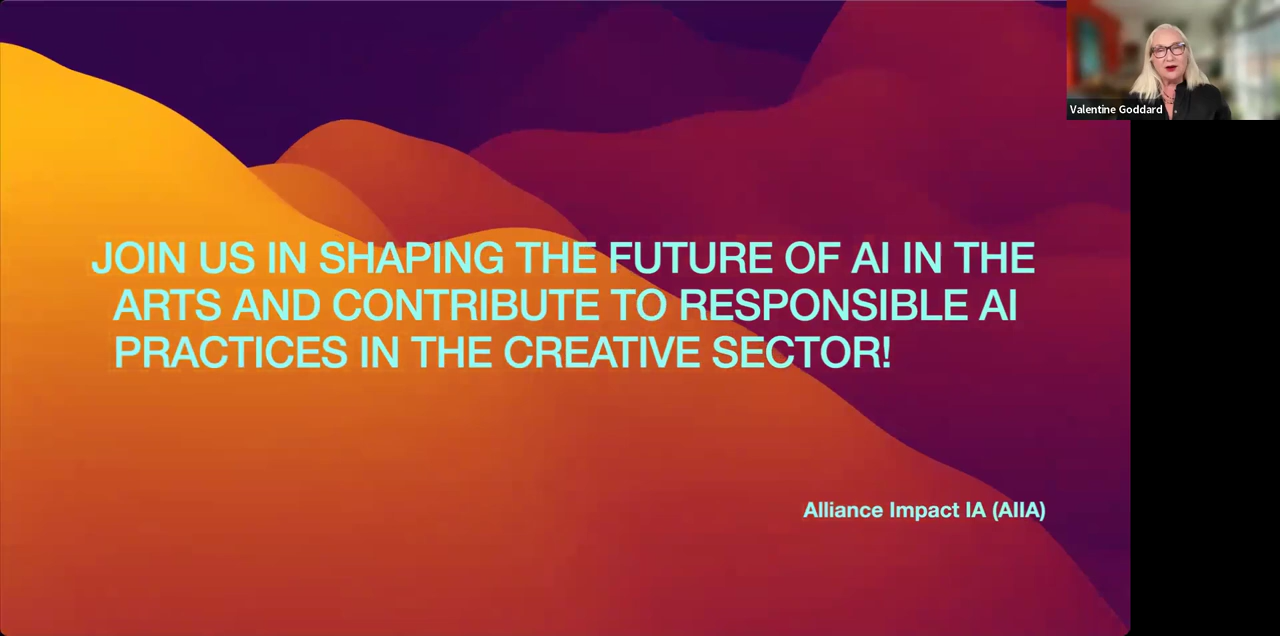 Valentine Goddard
JOIN US IN SHAPING THE FUTURE OF AI IN THE
ARTS AND CONTRIBUTE TO RESPONSIBLE AI
PRACTICES IN THE CREATIVE SECTOR!
Alliance Impact IA (AIIA)